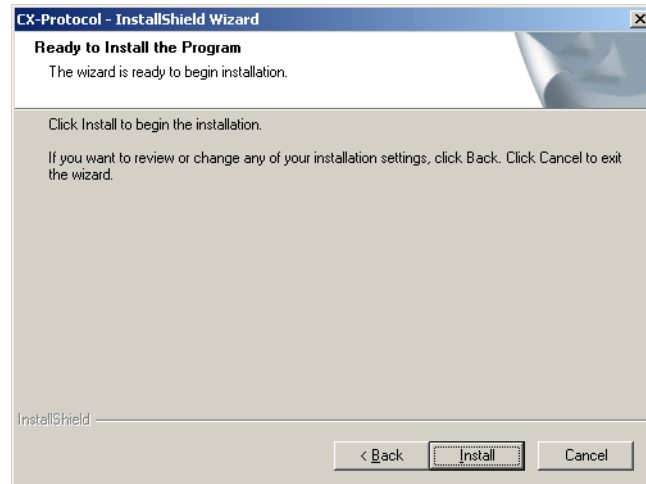 CX-Protocol - InstallShield Wizard
Ready to Install the Program
The wizard is ready to begin installation.
Click Install to begin the installation.
If you want to review or change any of your installation settings, click Back. Click Cancel to exit
the wizard.
InstallShield
< Back Install Cancel